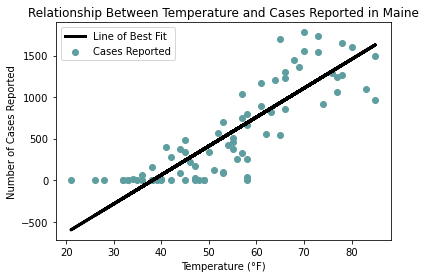 Relationship Between Temperature and Cases Reported in Maine
Line of Best Fit
Cases Reported
Number of Cases Reported
1500
1000
500
0
−500
20 30 40 50 60 70 80
Temperature (°F)